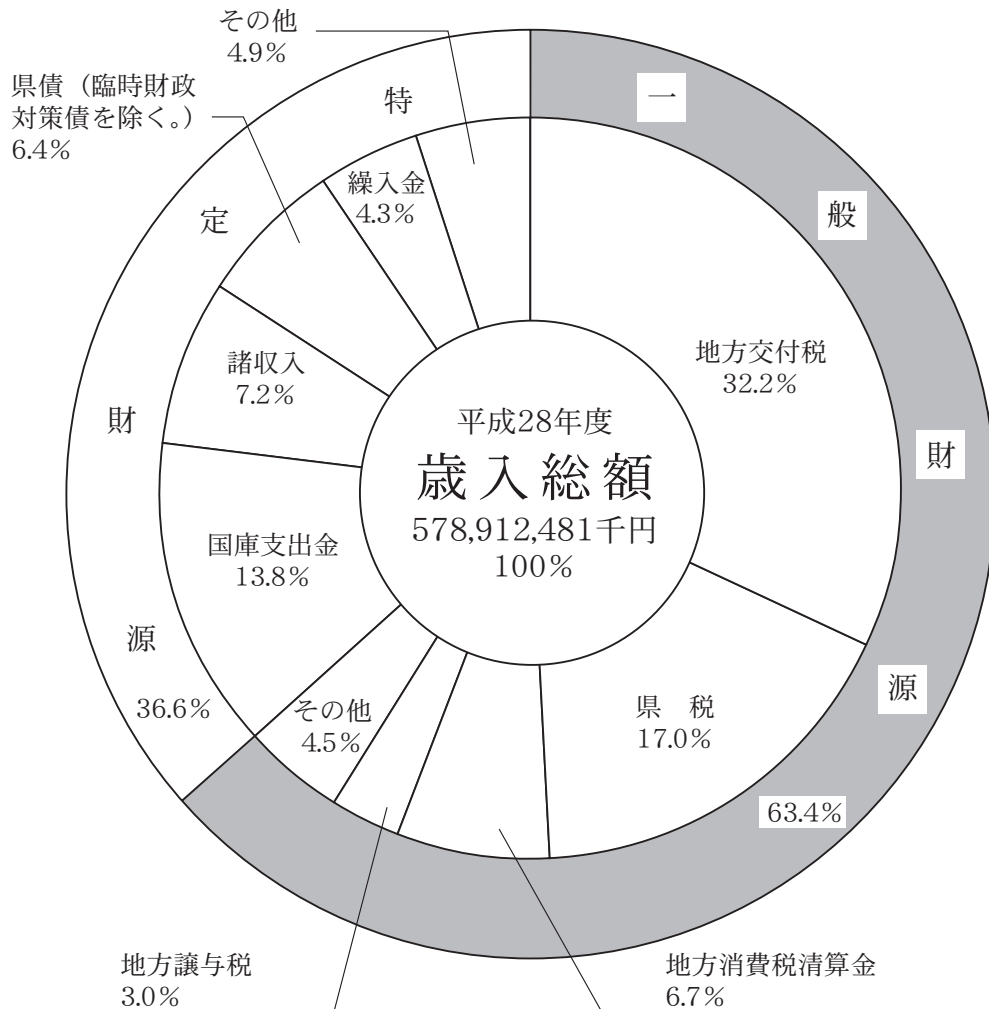 その他
4.9%
県債（臨時財政
対策債を除く。）
6.4%
特
定
財
源
36.6%
一
般
財
源
63.4%
繰入金
4.3%
諸収入
7.2%
国庫支出金
13.8%
その他
4.5%
地方交付税
32.2%
県　税
17.0%
平成28年度
歳入総額
578,912,481千円
100%
地方譲与税
3.0%
地方消費税清算金
6.7%